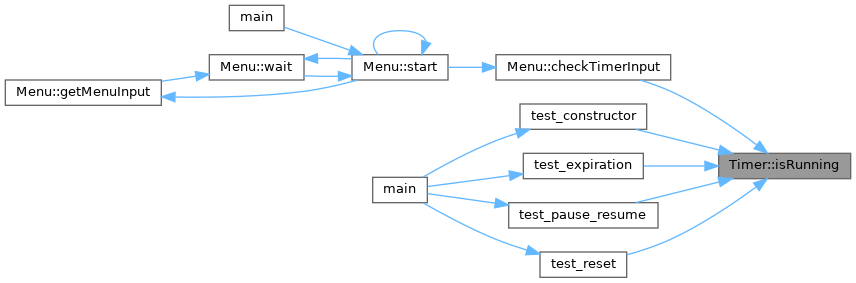 main
Menu::wait
Menu::start
Menu::checkTimerInput
Menu::getMenuInput
test_constructor
test_expiration
Timer::isRunning
main
test_pause_resume
test_reset